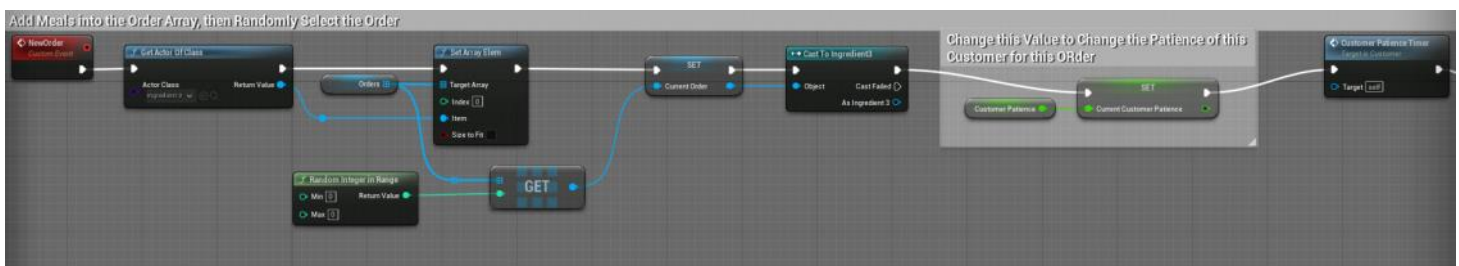 Add Meals into the Order Array, then Randomly Select the Order
NewOrder
Custom Event
Get Actor Of Class
Actor Class
Return Value
Orders
Set Array Elem
Target Array
Index 0
Item
Size to Fit
Random Integer in Range
Min 0
Return Value
Max 0
GET
SET
Current Order
Cast To Ingredient3
Object
Cast Failed
As Ingredient 3
Change this Value to Change the Patience of this
Customer for this ORder
Customer Patience
SET
Current Customer Patience
Customer Patience Timer
Target is Customer
Target self